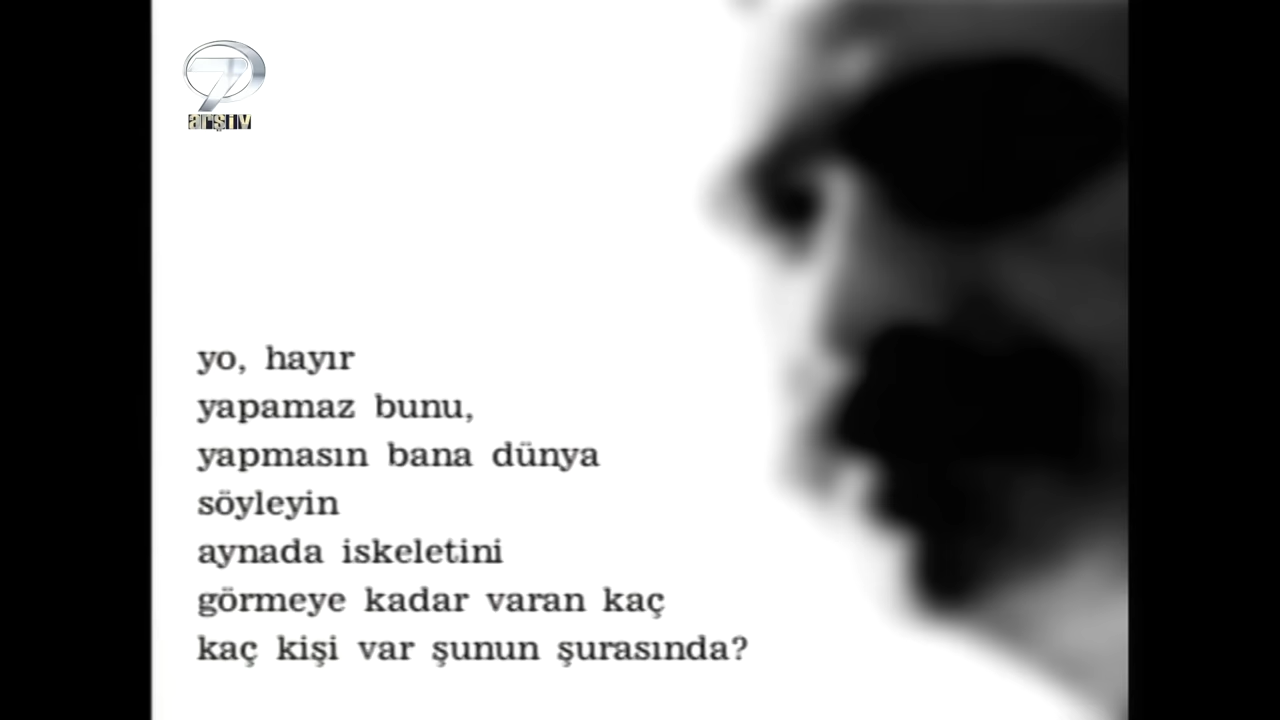 7
arşiv
yo, hayır
yapamaz bunu,
yapmasın bana dünya
söyleyin
aynada iskeletini
görmeye kadar varan kaç
kaç kişi var şunun şurasında?